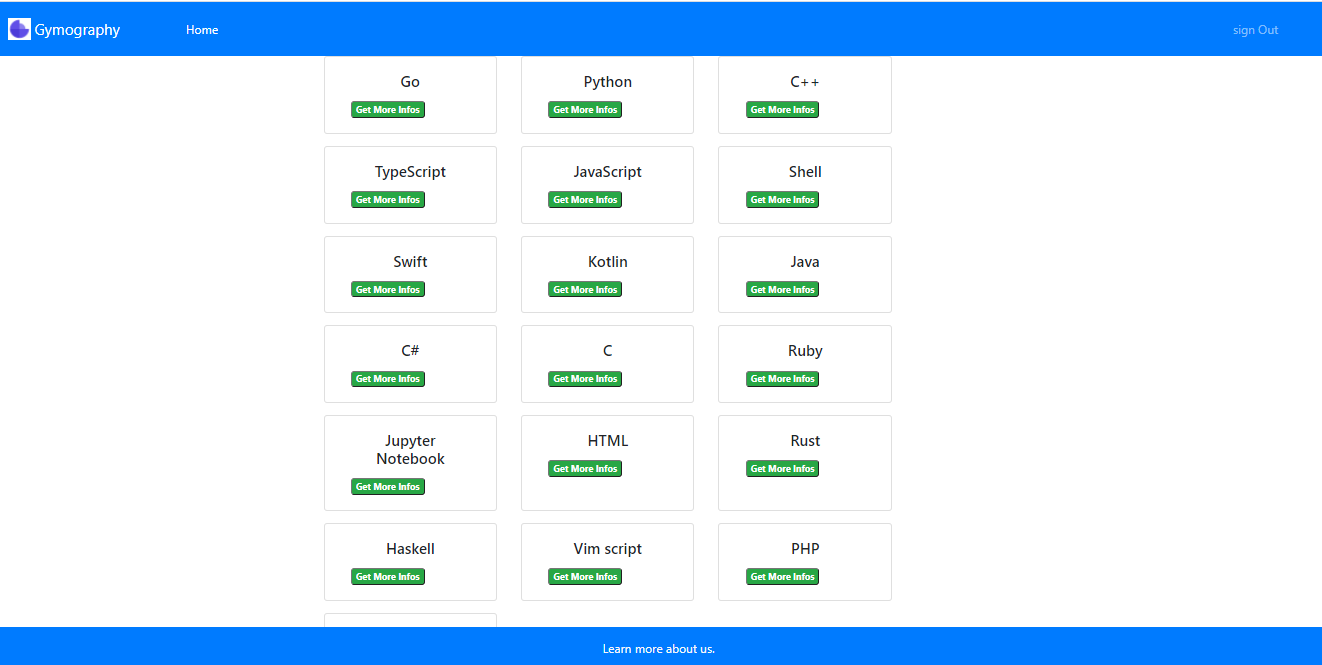 Gymography
Home
sign Out
Go
Python
C++
Get More Infos
Get More Infos
Get More Infos
TypeScript
JavaScript
Shell
Get More Infos
Get More Infos
Get More Infos
Swift
Kotlin
Java
Get More Infos
Get More Infos
Get More Infos
C#
C
Ruby
Get More Infos
Get More Infos
Get More Infos
Jupyter
Notebook
HTML
Rust
Get More Infos
Get More Infos
Get More Infos
Haskell
Vim script
PHP
Get More Infos
Get More Infos
Get More Infos
Learn more about us.